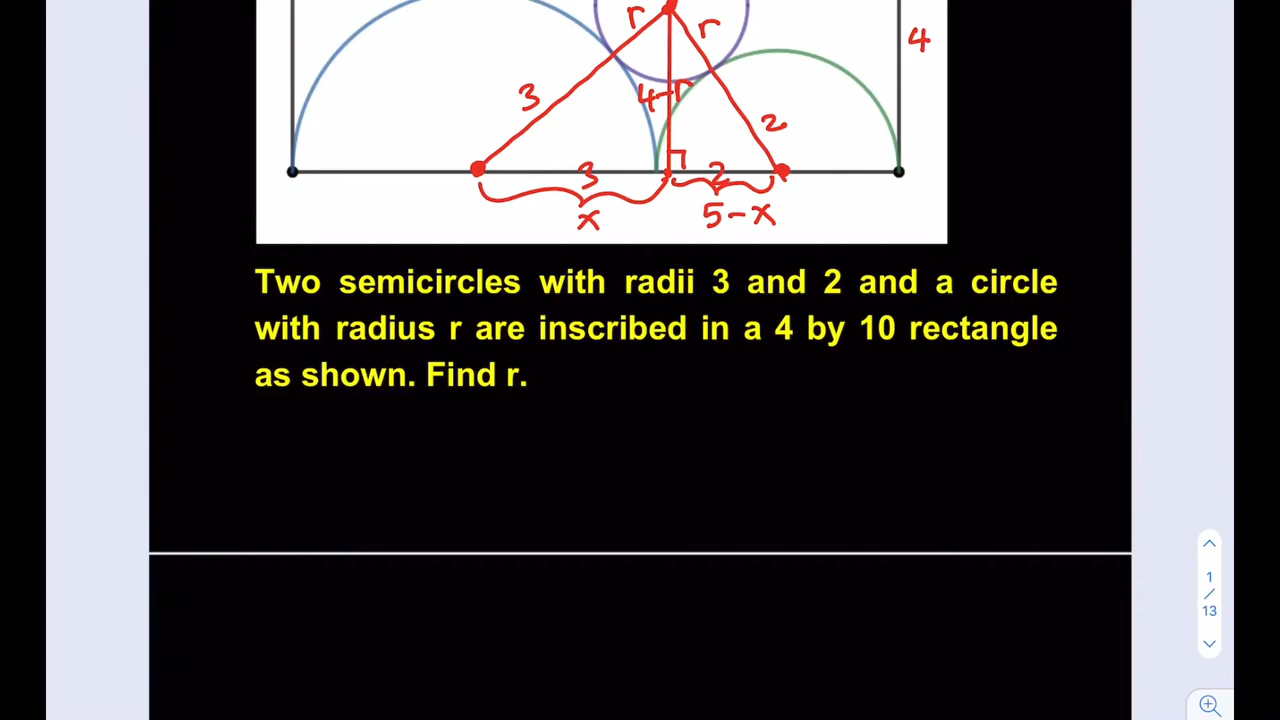 r r
4
3 4-r 2
3 2
x 5-x
Two semicircles with radii 3 and 2 and a circle
with radius r are inscribed in a 4 by 10 rectangle
as shown. Find r.
1
/
13